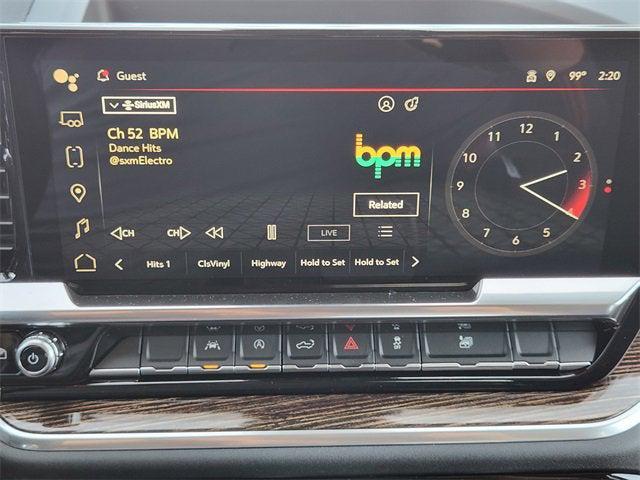 Guest
99° 2:20
SiriusXM
Ch 52 BPM
Dance Hits
@sxmElectro
bpm
Related
CH
CH
LIVE
Hits 1
ClsVinyl
Highway
Hold to Set
Hold to Set
12
1
2
3
4
5
6
7
8
9
10
11